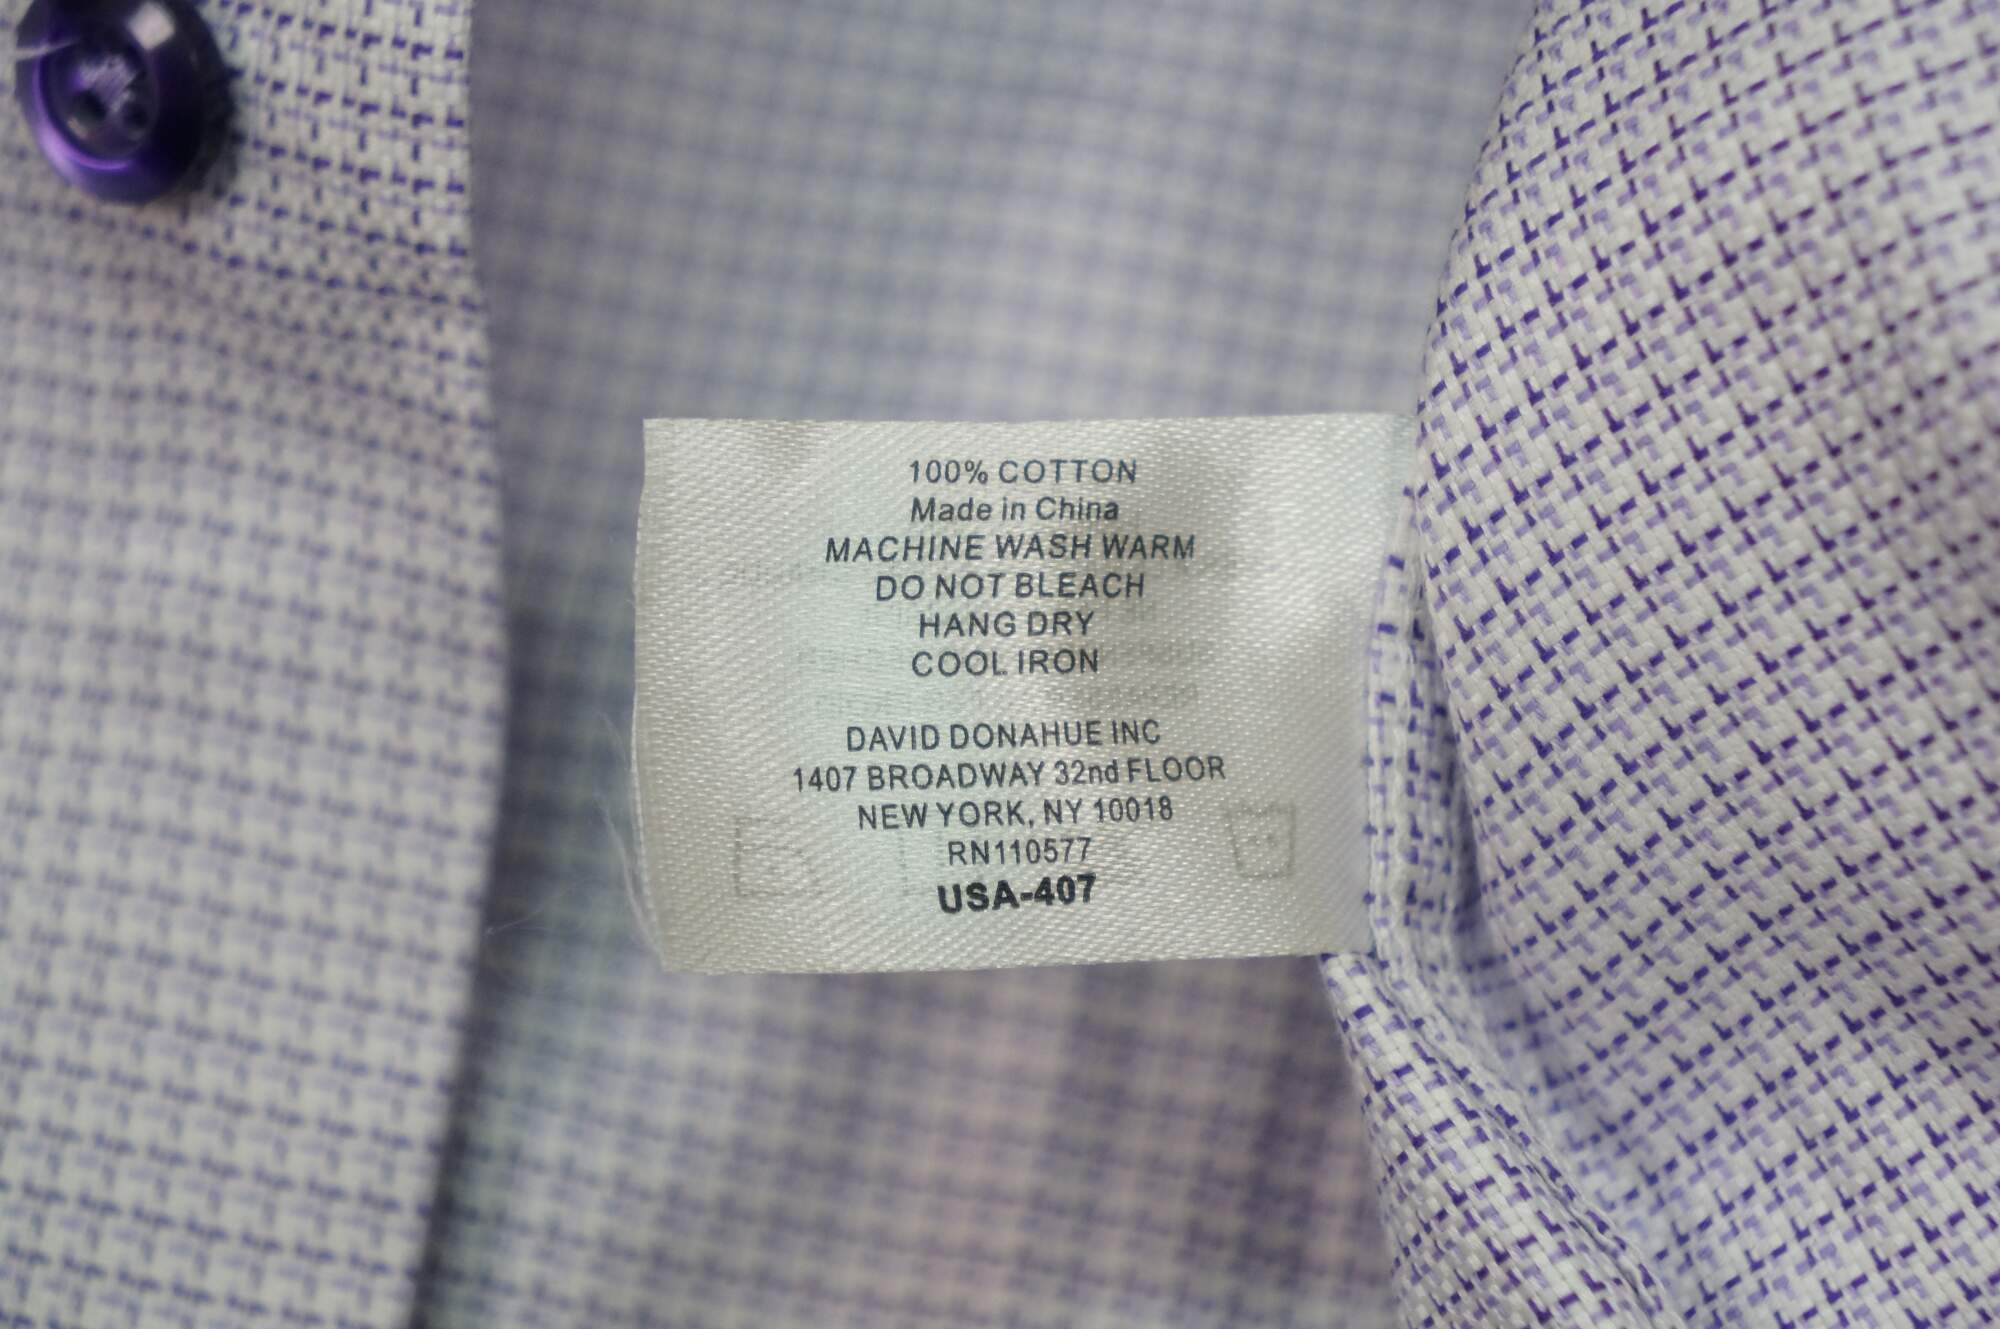 100% COTTON
Made in China
MACHINE WASH WARM
DO NOT BLEACH
HANG DRY
COOL IRON
DAVID DONAHUE INC
1407 BROADWAY 32nd FLOOR
NEW YORK, NY 10018
RN110577
USA-407